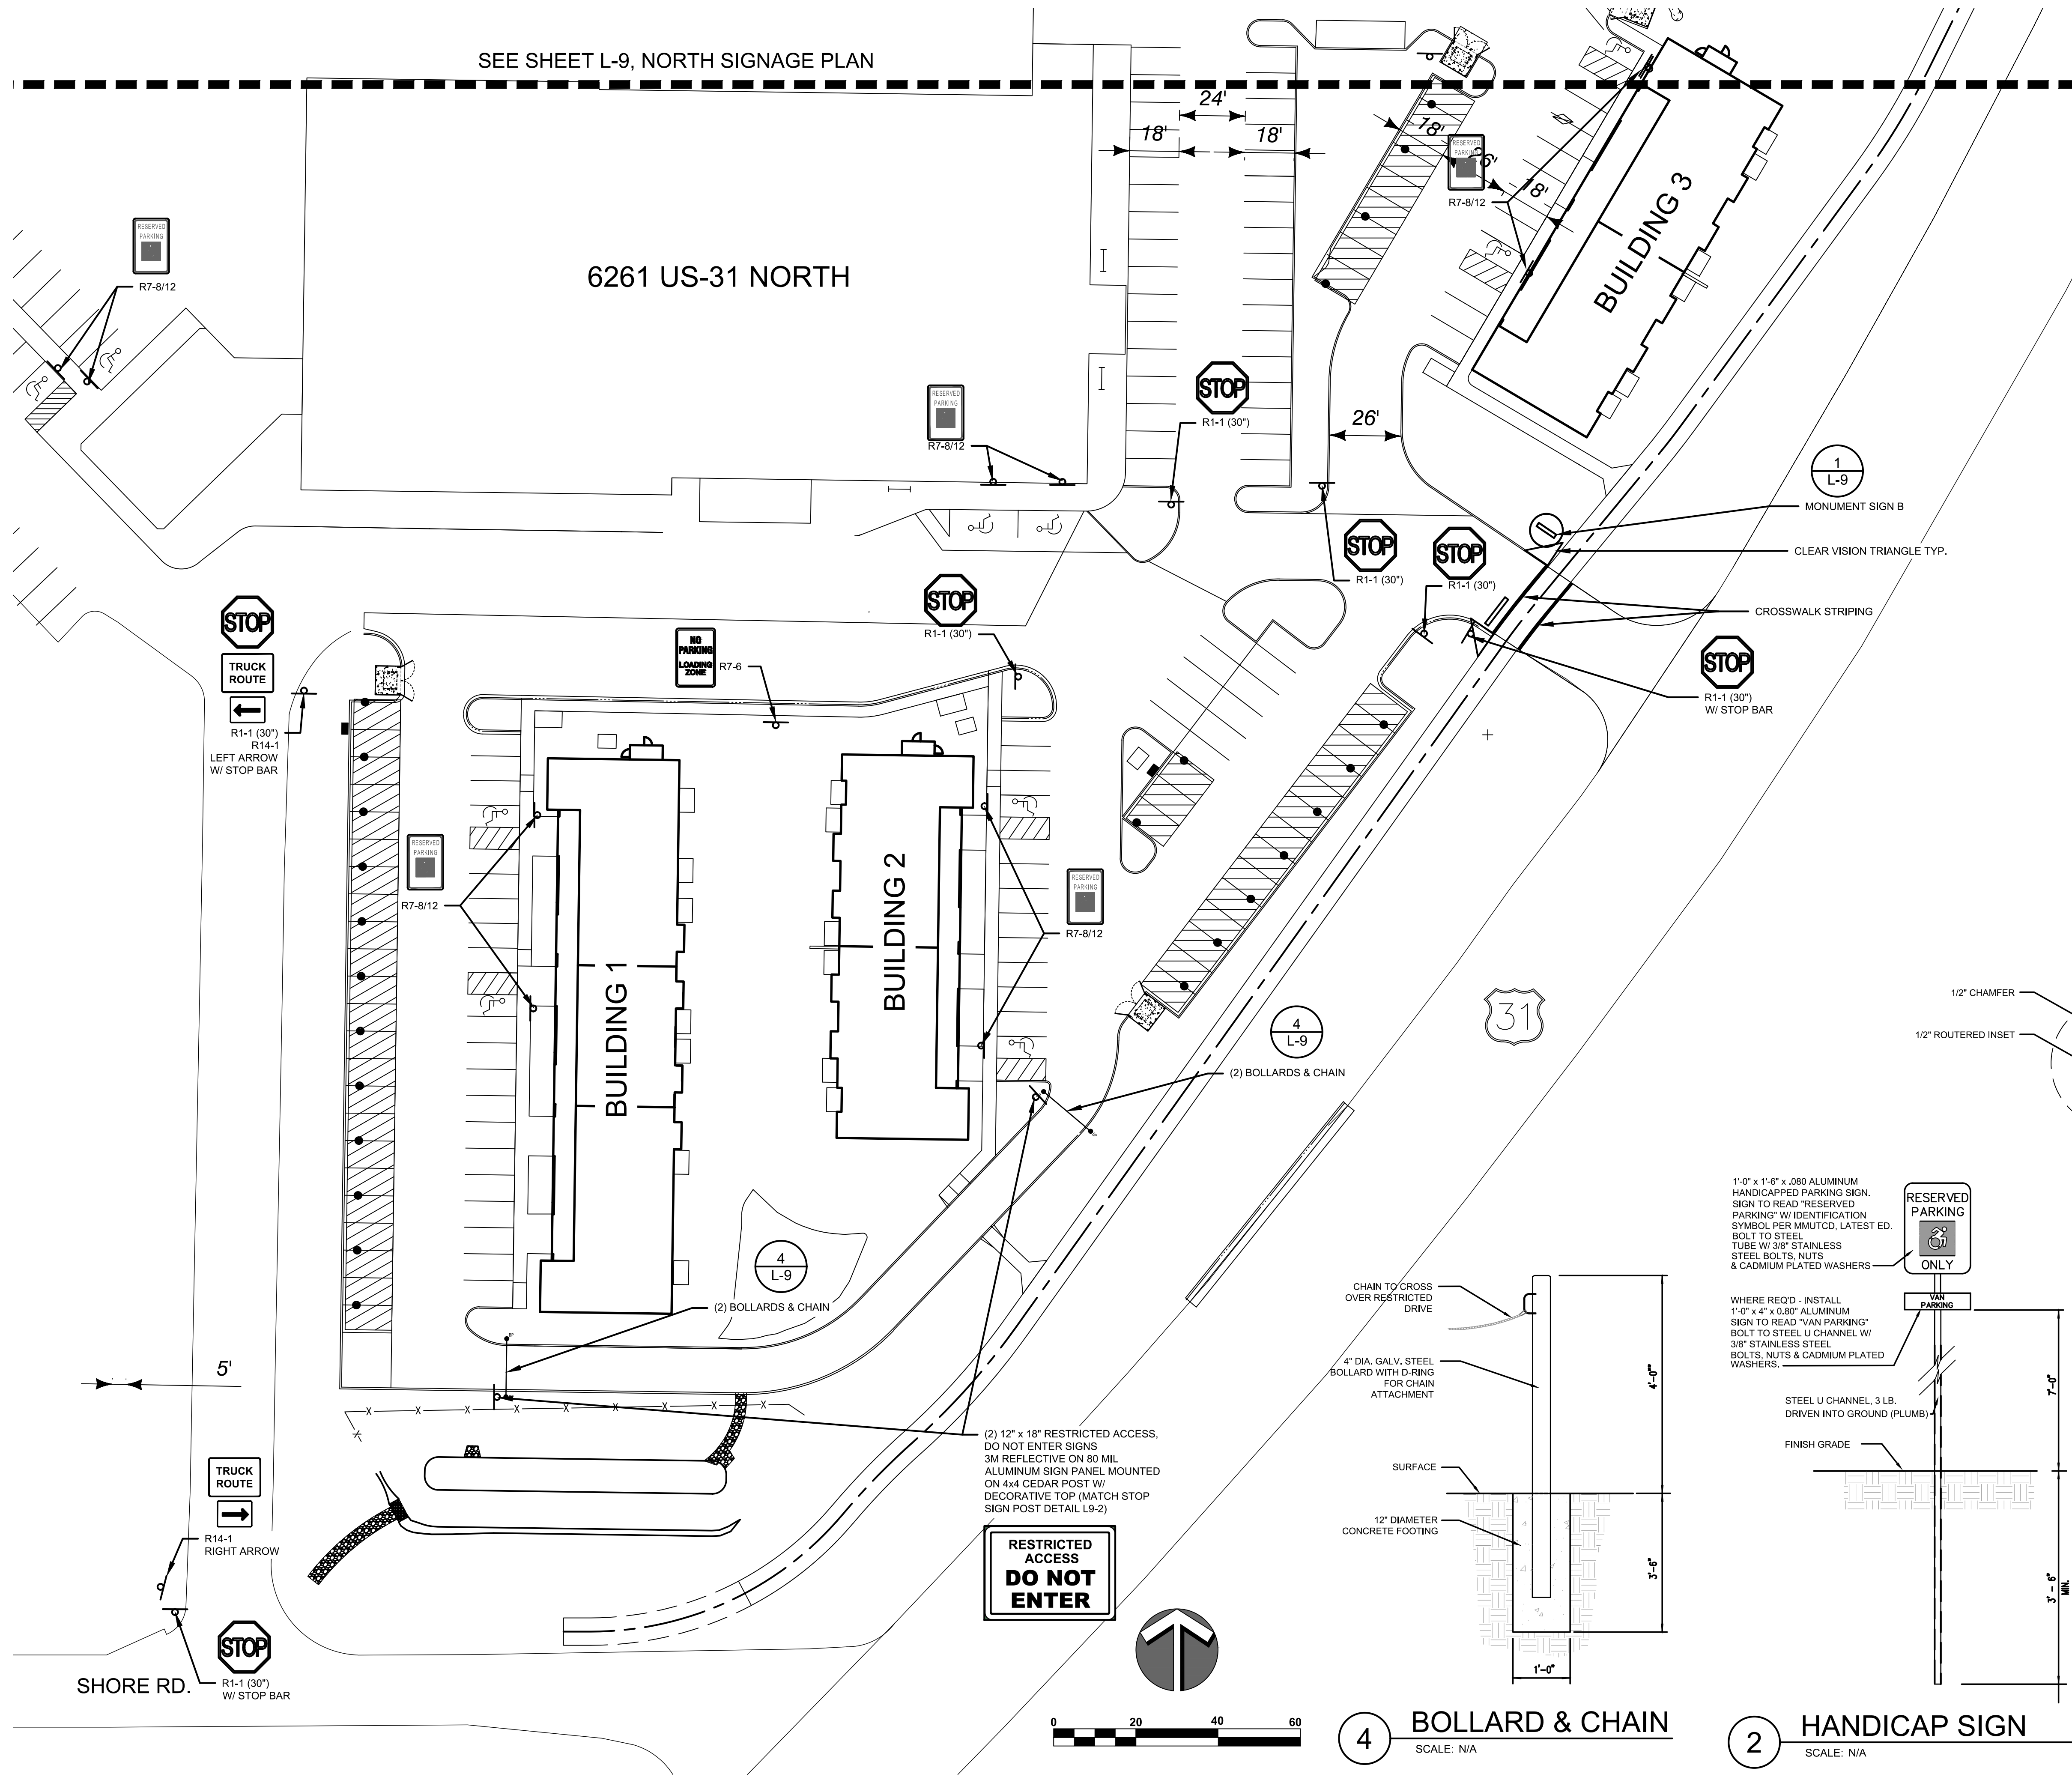 SEE SHEET L-9, NORTH SIGNAGE PLAN
24'
18'
18'
18'
26'
18'
RESERVED
PARKING
R7-8/12
RESERVED
PARKING
R7-8/12
6261 US-31 NORTH
BUILDING 3
STOP
R1-1 (30")
RESERVED
PARKING
R7-8/12
26'
1
L-9
MONUMENT SIGN B
CLEAR VISION TRIANGLE TYP.
CROSSWALK STRIPING
STOP
R1-1 (30")
STOP
R1-1 (30")
STOP
R1-1 (30")
W/ STOP BAR
STOP
R1-1 (30")
NO
PARKING
LOADING
ZONE
R7-6
STOP
TRUCK
ROUTE
R1-1 (30")
R14-1
LEFT ARROW
W/ STOP BAR
RESERVED
PARKING
R7-8/12
BUILDING 1
BUILDING 2
RESERVED
PARKING
R7-8/12
31
4
L-9
(2) BOLLARDS & CHAIN
4
L-9
(2) BOLLARDS & CHAIN
1/2" CHAMFER
1/2" ROUTERED INSET
5'
TRUCK
ROUTE
R14-1
RIGHT ARROW
STOP
R1-1 (30")
W/ STOP BAR
SHORE RD.
(2) 12" x 18" RESTRICTED ACCESS,
DO NOT ENTER SIGNS
3M REFLECTIVE ON 80 MIL
ALUMINUM SIGN PANEL MOUNTED
ON 4x4 CEDAR POST W/
DECORATIVE TOP (MATCH STOP
SIGN POST DETAIL L9-2)
RESTRICTED
ACCESS
DO NOT
ENTER
0 20 40 60
CHAIN TO CROSS
OVER RESTRICTED
DRIVE
4" DIA. GALV. STEEL
BOLLARD WITH D-RING
FOR CHAIN
ATTACHMENT
SURFACE
12" DIAMETER
CONCRETE FOOTING
4'-0""
3'-6"
1'-0"
4
BOLLARD & CHAIN
SCALE: N/A
1'-0" x 1'-6" x .080 ALUMINUM
HANDICAPPED PARKING SIGN.
SIGN TO READ "RESERVED
PARKING" W/ IDENTIFICATION
SYMBOL PER MMUTCD, LATEST ED.
BOLT TO STEEL
TUBE W/ 3/8" STAINLESS
STEEL BOLTS, NUTS
& CADMIUM PLATED WASHERS
RESERVED
PARKING
ONLY
VAN
PARKING
WHERE REQ'D - INSTALL
1'-0" x 4" x 0.80" ALUMINUM
SIGN TO READ "VAN PARKING"
BOLT TO STEEL U CHANNEL W/
3/8" STAINLESS STEEL
BOLTS, NUTS & CADMIUM PLATED
WASHERS.
STEEL U CHANNEL, 3 LB.
DRIVEN INTO GROUND (PLUMB)
FINISH GRADE
7'-0"
3' - 6"
MIN.
2
HANDICAP SIGN
SCALE: N/A